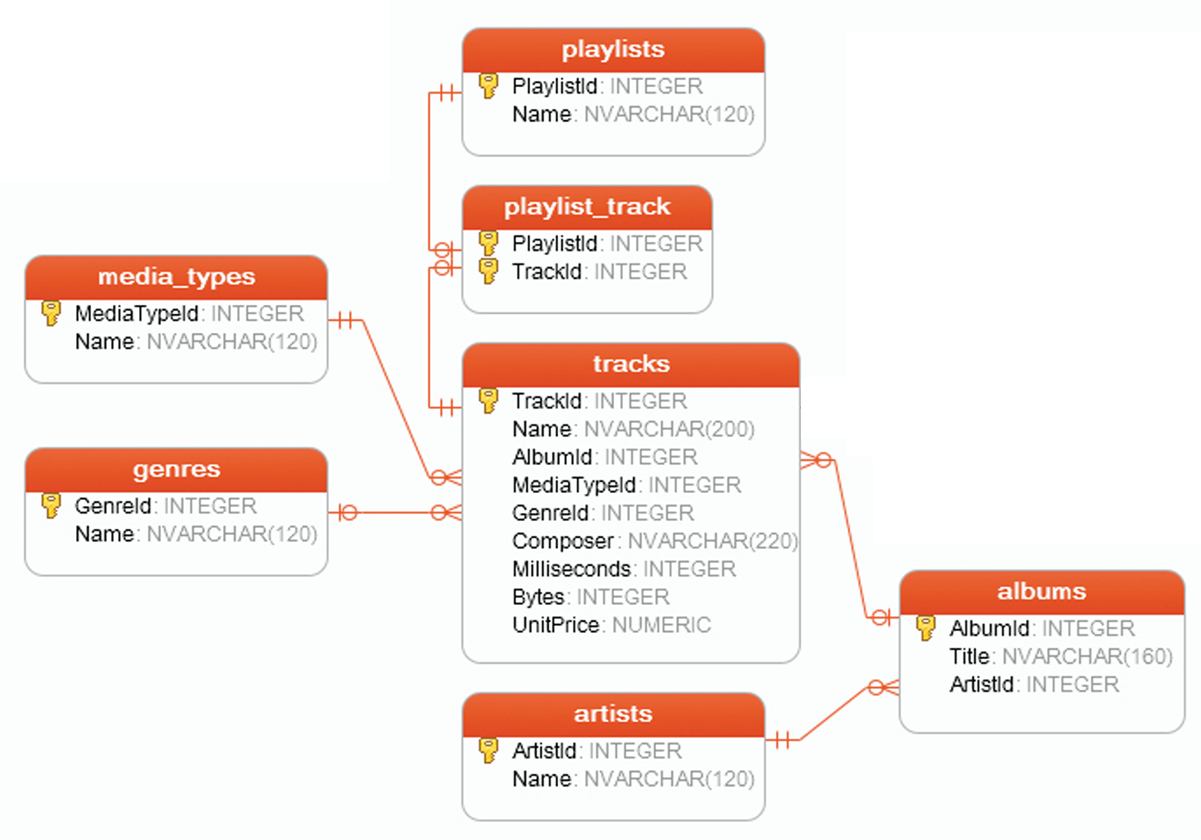 playlists
PlaylistId: INTEGER
Name: NVARCHAR(120)
playlist_track
PlaylistId: INTEGER
TrackId: INTEGER
media_types
MediaTypeId: INTEGER
Name: NVARCHAR(120)
tracks
TrackId: INTEGER
Name: NVARCHAR(200)
AlbumId: INTEGER
MediaTypeId: INTEGER
GenreId: INTEGER
Composer: NVARCHAR(220)
Milliseconds: INTEGER
Bytes: INTEGER
UnitPrice: NUMERIC
genres
GenreId: INTEGER
Name: NVARCHAR(120)
albums
AlbumId: INTEGER
Title: NVARCHAR(160)
ArtistId: INTEGER
artists
ArtistId: INTEGER
Name: NVARCHAR(120)